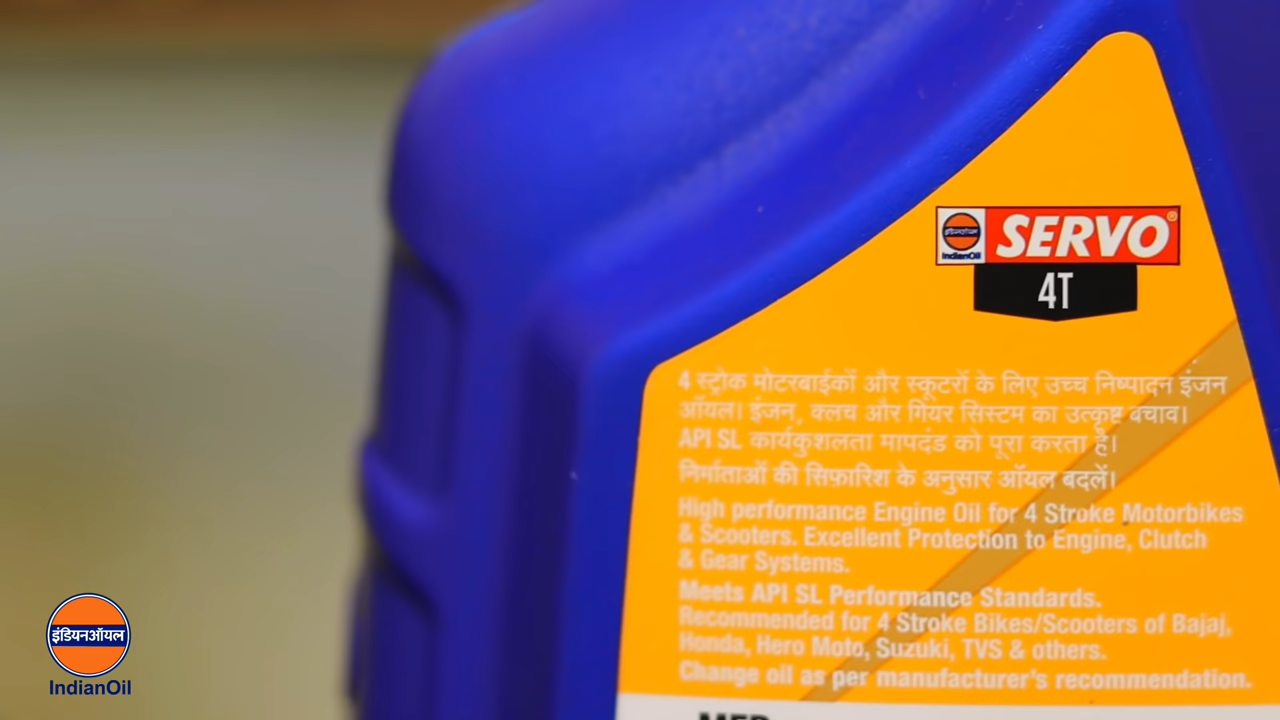 इंडियनऑयल
IndianOil
SERVO
4T
4 स्ट्रोक मोटरबाईकों और स्कूटरों के लिए उच्च निष्पादन इंजन
ऑयल। इंजन, क्लच और गियर सिस्टम का उत्कृष्ट बचाव।
API SL कार्यकुशलता मापदंड को पूरा करता है।
निर्माताओं की सिफ़ारिश के अनुसार ऑयल बदलें।
High performance Engine Oil for 4 Stroke Motorbikes
& Scooters. Excellent Protection to Engine, Clutch
& Gear Systems.
Meets API SL Performance Standards.
Recommended for 4 Stroke Bikes/Scooters of Bajaj,
Honda, Hero Moto, Suzuki, TVS & others.
Change oil as per manufacturer's recommendation.
इंडियनऑयल
IndianOil